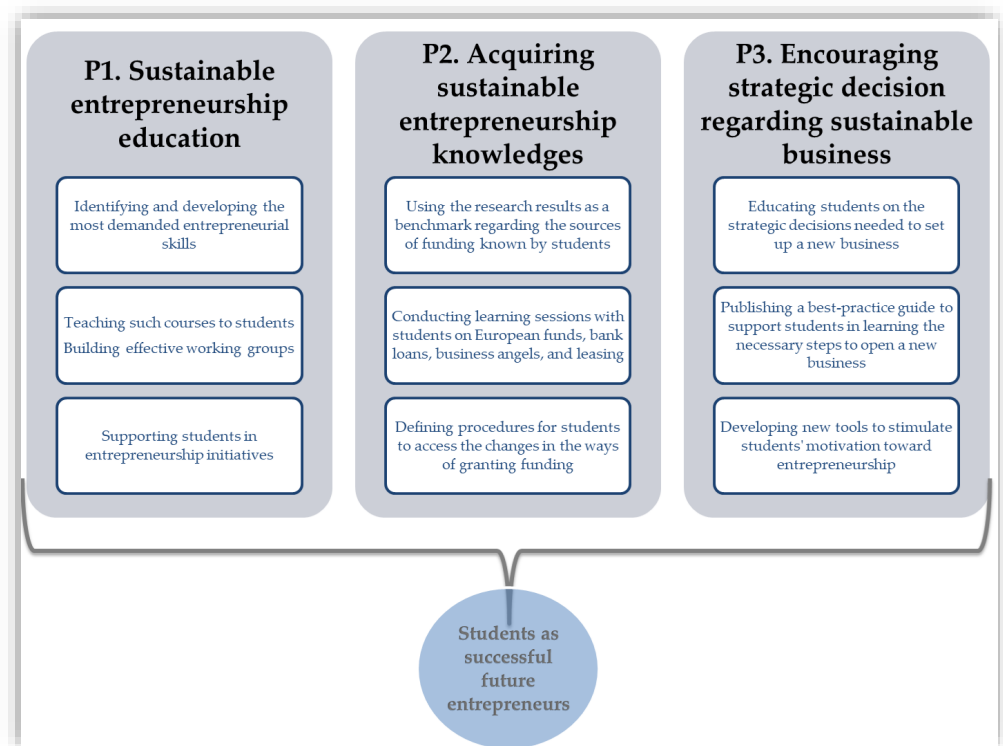 P1. Sustainable
entrepreneurship
education
Identifying and developing the
most demanded entrepreneurial
skills
Teaching such courses to students
Building effective working groups
Supporting students in
entrepreneurship initiatives
P2. Acquiring
sustainable
entrepreneurship
knowledges
Using the research results as a
benchmark regarding the sources
of funding known by students
Conducting learning sessions with
students on European funds, bank
loans, business angels, and leasing
Defining procedures for students
to access the changes in the ways
of granting funding
P3. Encouraging
strategic decision
regarding sustainable
business
Educating students on the
strategic decisions needed to set
up a new business
Publishing a best-practice guide to
support students in learning the
necessary steps to open a new
business
Developing new tools to stimulate
students' motivation toward
entrepreneurship
Students as
successful
future
entrepreneurs